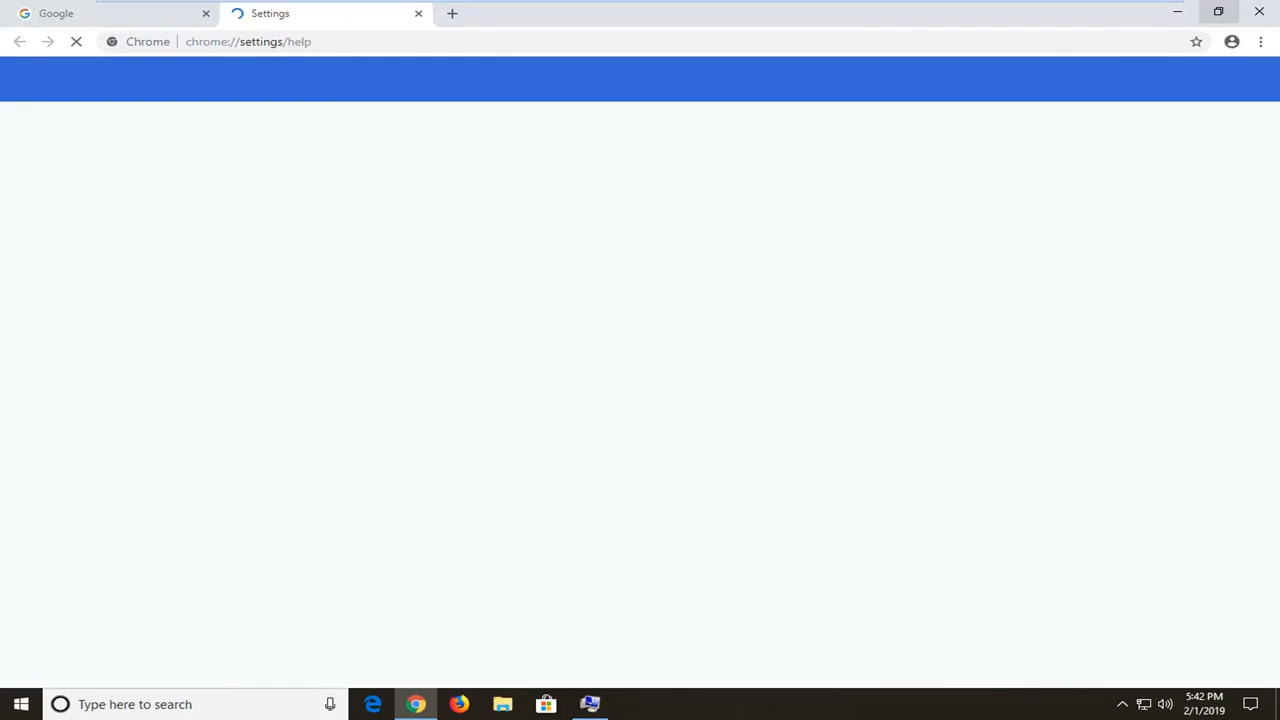 Google
Settings
Chrome
chrome://settings/help
Type here to search
5:42 PM
2/1/2019